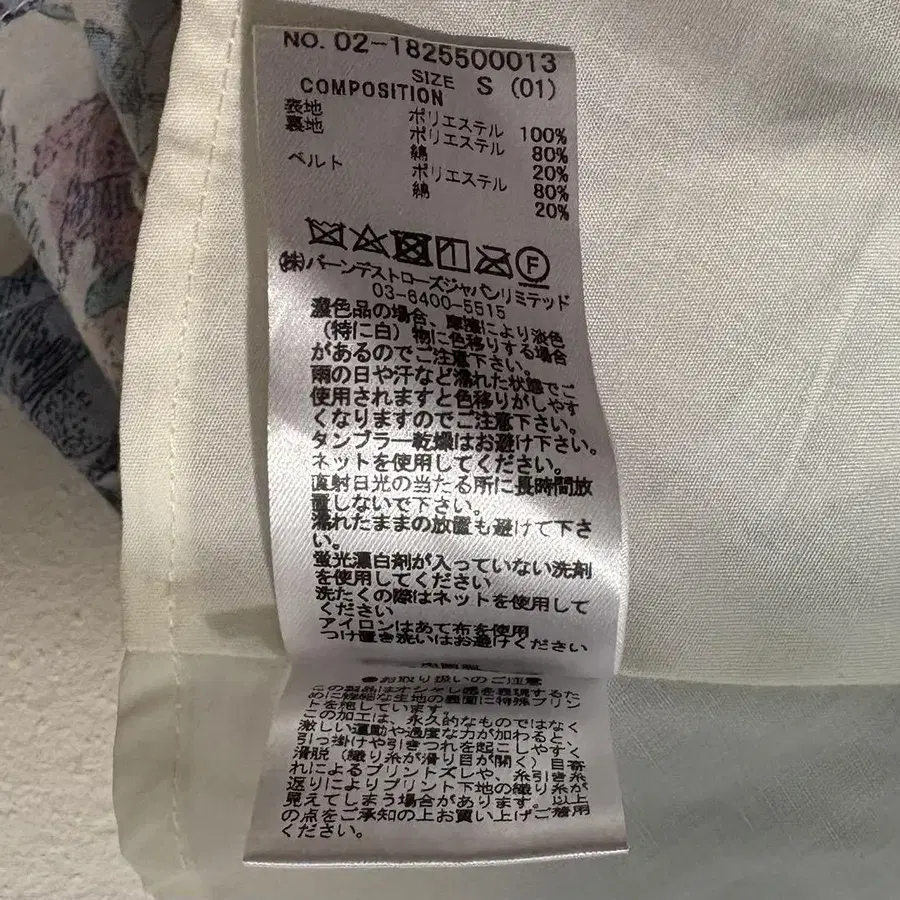 NO. 02-1825500013
SIZE S (01)
COMPOSITION
表地 ポリエステル 100%
裏地 ポリエステル 80%
綿 20%
ベルト ポリエステル 80%
綿 20%
F
(株)バーンデストローズジャパンリミテッド
03-6400-5515
濃色品の場合、摩擦により淡色
(特に白)物に色移りする場合
があるのでご注意下さい。
雨の日や汗など濡れた状態でご
使用されますと色移りがしやす
くなりますのでご注意下さい。
タンブラー乾燥はお避け下さい。
ネットを使用してください。
直射日光の当たる所に長時間放
置しないで下さい。
濡れたままの放置も避けて下さ
い。
蛍光漂白剤が入っていない洗剤
を使用してください
洗たくの際はネットを使用して
ください
アイロンはあて布を使用
つけ置き洗いはお避けください
●お取り扱いのご注意
この製品はオシャレ感を表現するた
めに特殊な生地の表面に特殊プリン
トを施しています。
この加工は、永久的なものではなく
激しい運動や過度な力が加わると、
引っ掛けや引きつれを起こしやすく
滑脱(織り糸が滑り目が開く)目寄
れによるプリントズレや、糸引き糸
返りによりプリント下地の織り糸が
見えてしまう場合があります。以上
の点をご承知の上お買い上げご着用
ください。